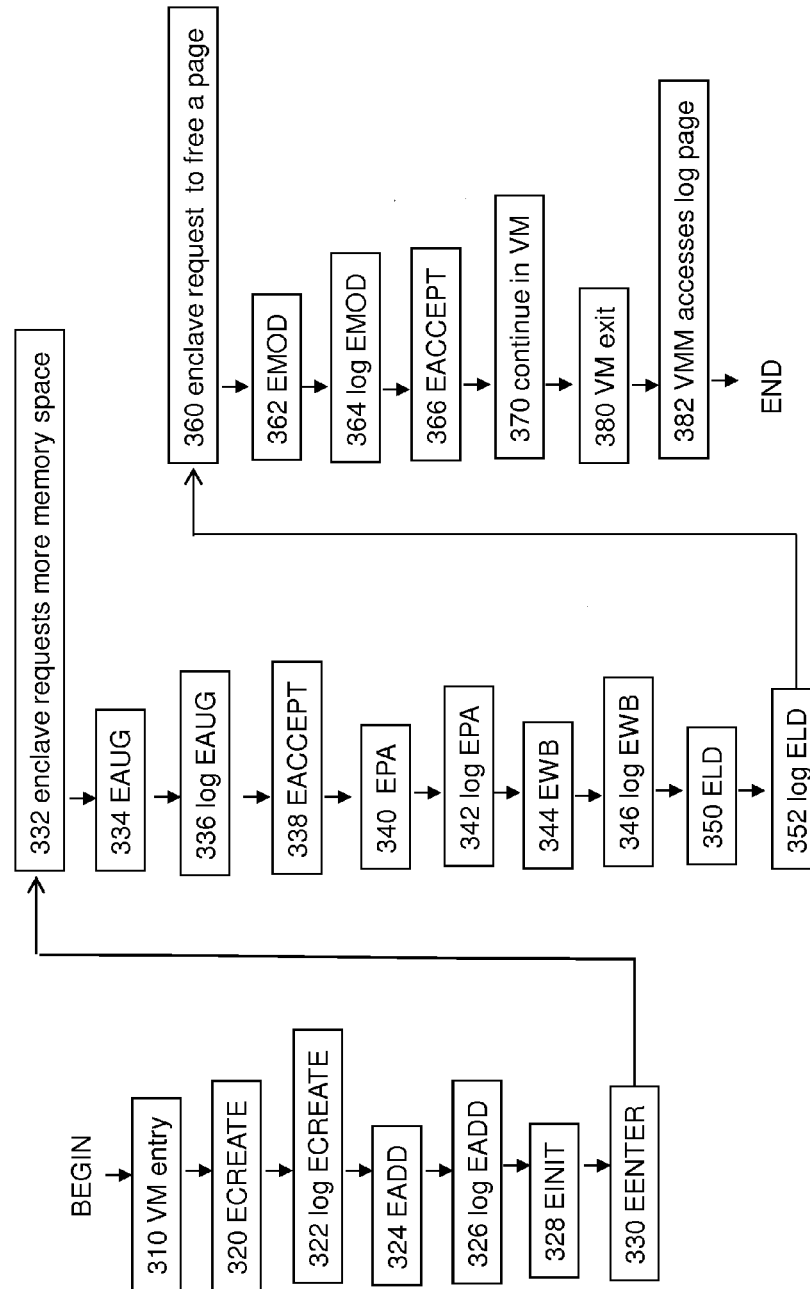 BEGIN
310 VM entry
320 ECREATE
322 log ECREATE
324 EADD
326 log EADD
328 EINIT
330 EENTER
332 enclave requests more memory space
334 EAUG
336 log EAUG
338 EACCEPT
340 EPA
342 log EPA
344 EWB
346 log EWB
350 ELD
352 log ELD
360 enclave request to free a page
362 EMOD
364 log EMOD
366 EACCEPT
370 continue in VM
380 VM exit
382 VMM accesses log page
END